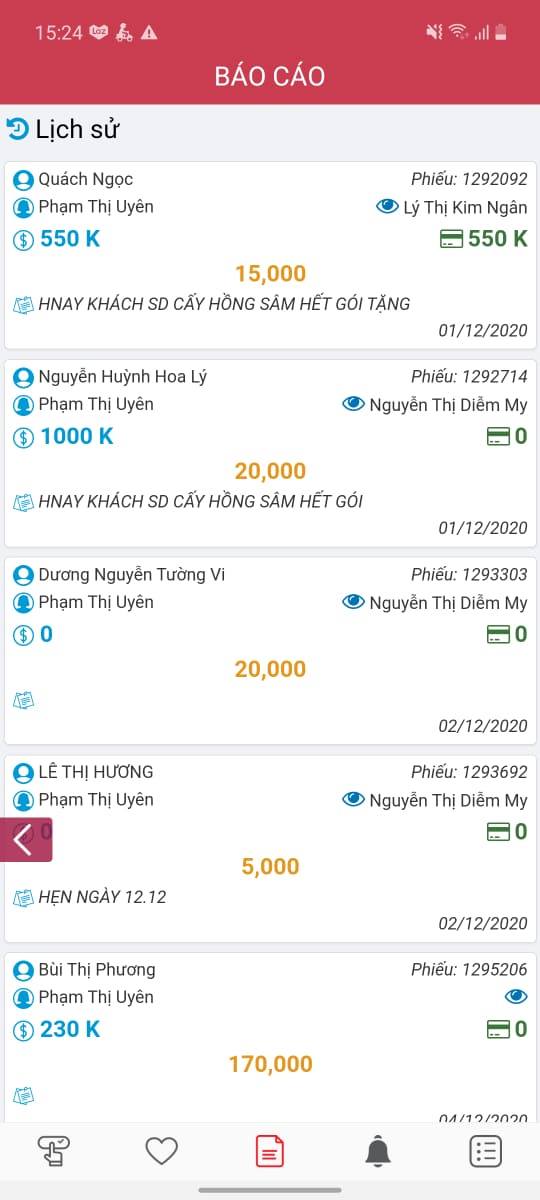 15:24
BÁO CÁO
Lịch sử
Quách Ngọc Phiếu: 1292092
Phạm Thị Uyên Lý Thị Kim Ngân
550 K 550 K
15,000
HNAY KHÁCH SD CẤY HỒNG SÂM HẾT GÓI TẶNG
01/12/2020
Nguyễn Huỳnh Hoa Lý Phiếu: 1292714
Phạm Thị Uyên Nguyễn Thị Diễm My
1000 K 0
20,000
HNAY KHÁCH SD CẤY HỒNG SÂM HẾT GÓI
01/12/2020
Dương Nguyễn Tường Vi Phiếu: 1293303
Phạm Thị Uyên Nguyễn Thị Diễm My
0 0
20,000
02/12/2020
LÊ THỊ HƯƠNG Phiếu: 1293692
Phạm Thị Uyên Nguyễn Thị Diễm My
0 0
5,000
HẸN NGÀY 12.12
02/12/2020
Bùi Thị Phương Phiếu: 1295206
Phạm Thị Uyên
230 K 0
170,000
04/12/2020